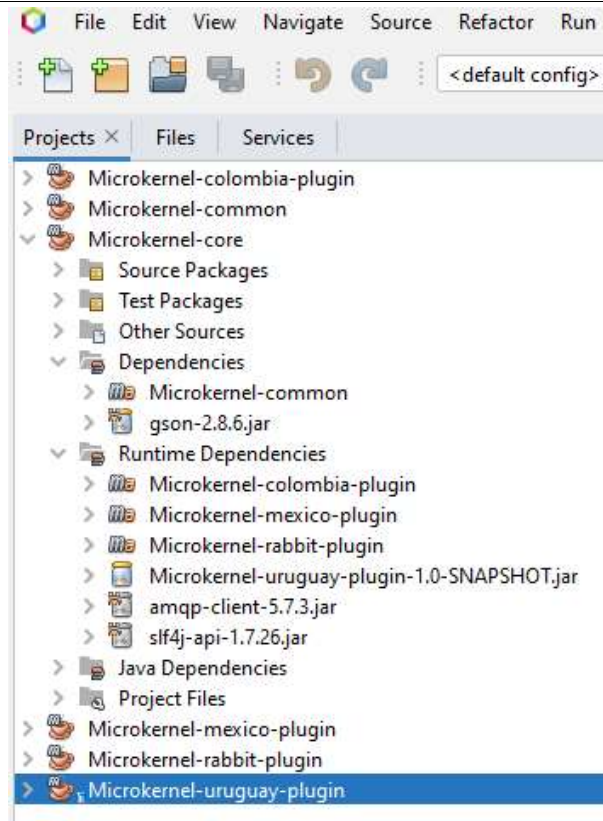 File Edit View Navigate Source Refactor Run
<default config>
Projects Files Services
Microkernel-colombia-plugin
Microkernel-common
Microkernel-core
Source Packages
Test Packages
Other Sources
Dependencies
Microkernel-common
gson-2.8.6.jar
Runtime Dependencies
Microkernel-colombia-plugin
Microkernel-mexico-plugin
Microkernel-rabbit-plugin
Microkernel-uruguay-plugin-1.0-SNAPSHOT.jar
amqp-client-5.7.3.jar
slf4j-api-1.7.26.jar
Java Dependencies
Project Files
Microkernel-mexico-plugin
Microkernel-rabbit-plugin
Microkernel-uruguay-plugin